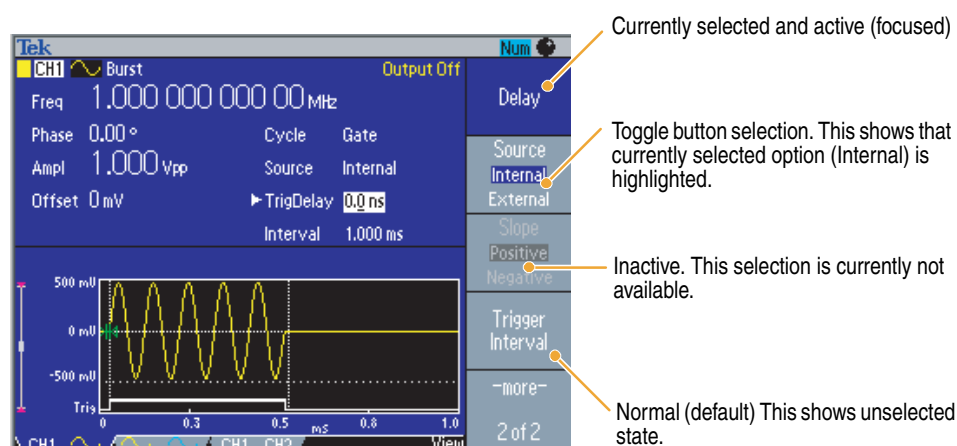 Currently selected and active (focused)
Tek
Num
CH1 Burst
Output Off
Freq 1.000 000 000 00 MHz
Phase 0.00 °
Cycle Gate
Ampl 1.000 Vpp
Source Internal
Offset 0 mV
TrigDelay 0.0 ns
Interval 1.000 ms
Delay
Source
Internal
External
Toggle button selection. This shows that
currently selected option (Internal) is
highlighted.
Slope
Positive
Negative
Inactive. This selection is currently not
available.
500 mV
0 mV
-500 mV
Trig
0 0.3 0.5 ms 0.8 1.0
Trigger
Interval
-more-
2 of 2
Normal (default) This shows unselected
state.
CH1 CH1 CH2 View